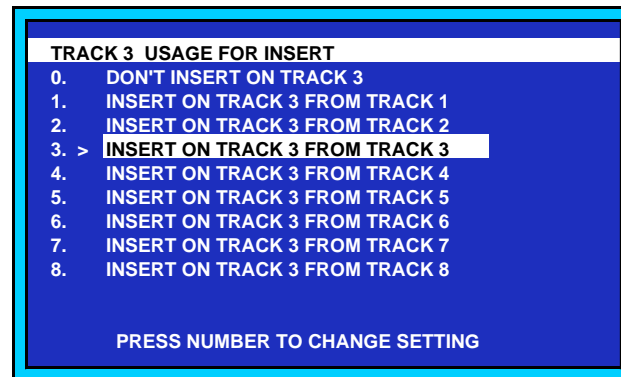 TRACK 3 USAGE FOR INSERT
0. DON'T INSERT ON TRACK 3
1. INSERT ON TRACK 3 FROM TRACK 1
2. INSERT ON TRACK 3 FROM TRACK 2
3. > INSERT ON TRACK 3 FROM TRACK 3
4. INSERT ON TRACK 3 FROM TRACK 4
5. INSERT ON TRACK 3 FROM TRACK 5
6. INSERT ON TRACK 3 FROM TRACK 6
7. INSERT ON TRACK 3 FROM TRACK 7
8. INSERT ON TRACK 3 FROM TRACK 8
PRESS NUMBER TO CHANGE SETTING